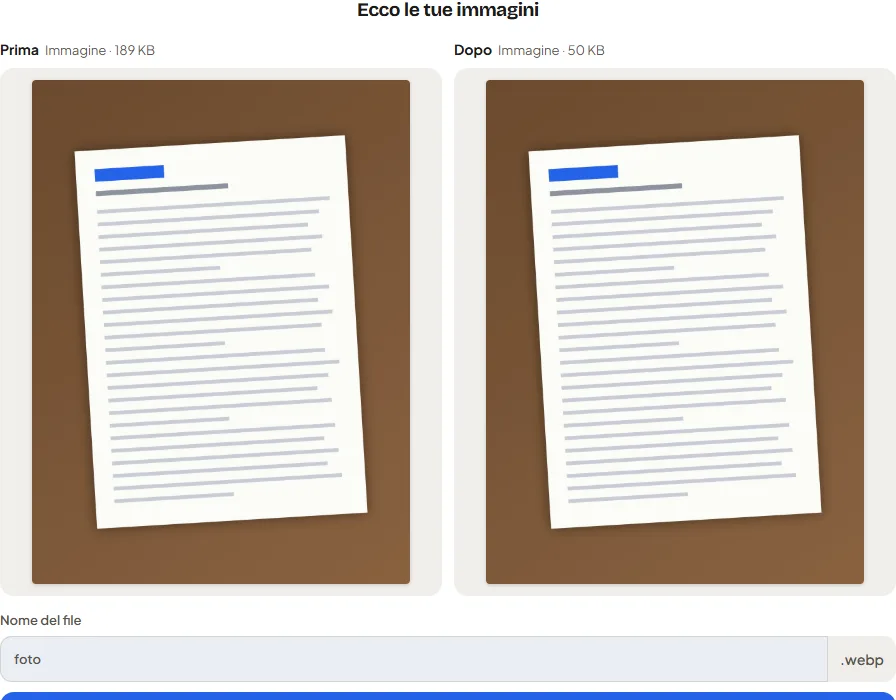 Ecco le tue immagini
Prima Immagine · 189 KB
Dopo Immagine · 50 KB
Nome del file
foto
.webp